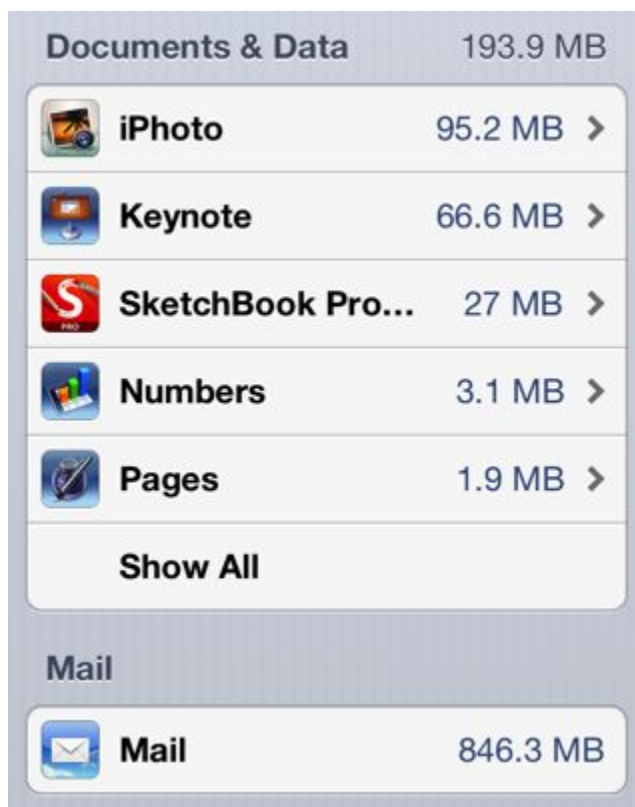 Documents & Data 193.9 MB
iPhoto 95.2 MB
Keynote 66.6 MB
PRO
SketchBook Pro... 27 MB
Numbers 3.1 MB
Pages 1.9 MB
Show All
Mail
Mail 846.3 MB